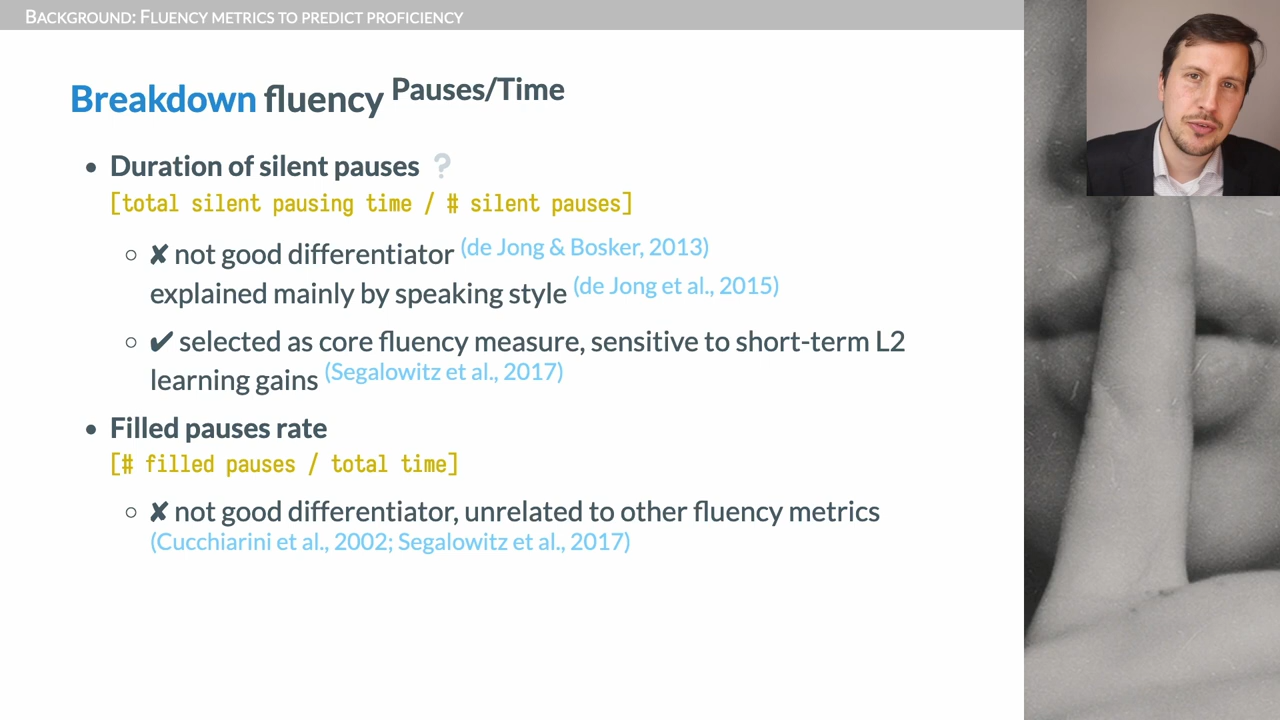 BACKGROUND: FLUENCY METRICS TO PREDICT PROFICIENCY
Breakdown fluency Pauses/Time
• Duration of silent pauses ?
[total silent pausing time / # silent pauses]
○ ✘ not good differentiator (de Jong & Bosker, 2013)
explained mainly by speaking style (de Jong et al., 2015)
○ ✔ selected as core fluency measure, sensitive to short-term L2
learning gains (Segalowitz et al., 2017)
• Filled pauses rate
[# filled pauses / total time]
○ ✘ not good differentiator, unrelated to other fluency metrics
(Cucchiarini et al., 2002; Segalowitz et al., 2017)